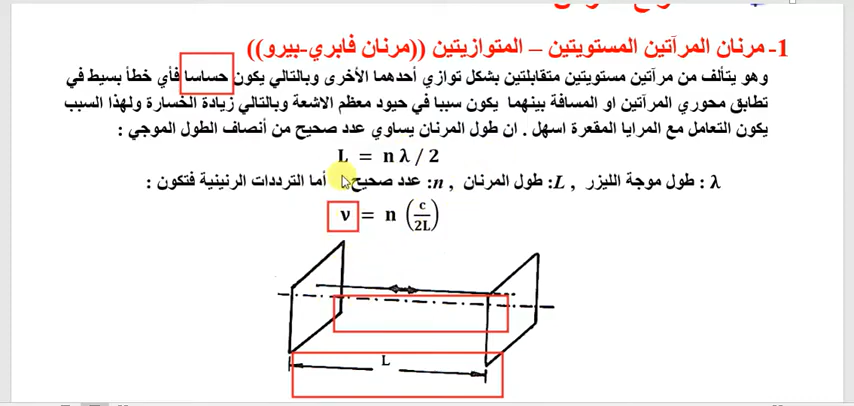 1- مرنان المرآتين المستويتين – المتوازيتين ((مرنان فابري-بيرو))
وهو يتألف من مرآتين مستويتين متقابلتين بشكل توازي أحدهما الأخرى وبالتالي يكون حساسا فأي خطأ بسيط في
تطابق محوري المرآتين او المسافة بينهما يكون سببا في حيود معظم الاشعة وبالتالي زيادة الخسارة ولهذا السبب
يكون التعامل مع المرايا المقعرة اسهل . ان طول المرنان يساوي عدد صحيح من أنصاف الطول الموجي :
L = n λ / 2
λ : طول موجة الليزر , L: طول المرنان , n: عدد صحيح أما الترددات الرنينية فتكون :
ν = n (c/2L)
L